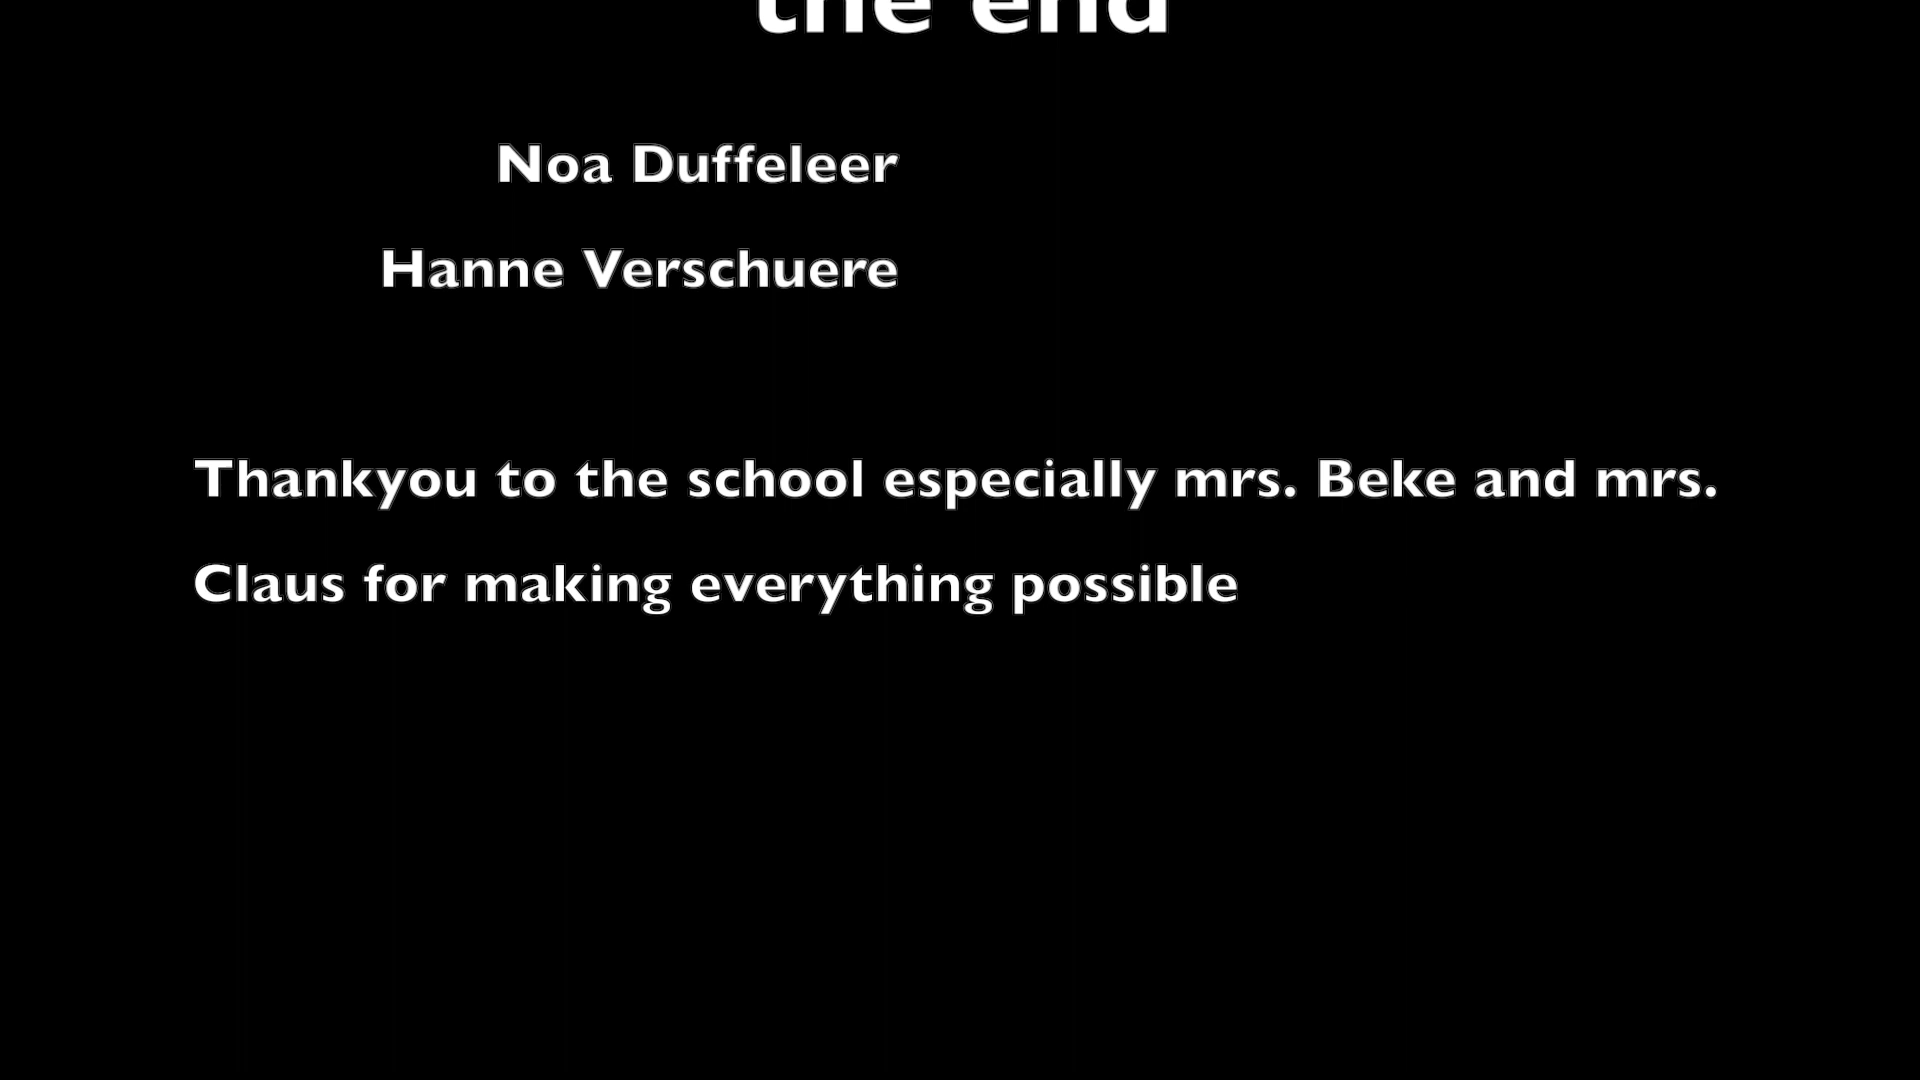 the end
Noa Duffeleer
Hanne Verschuere
Thankyou to the school especially mrs. Beke and mrs.
Claus for making everything possible